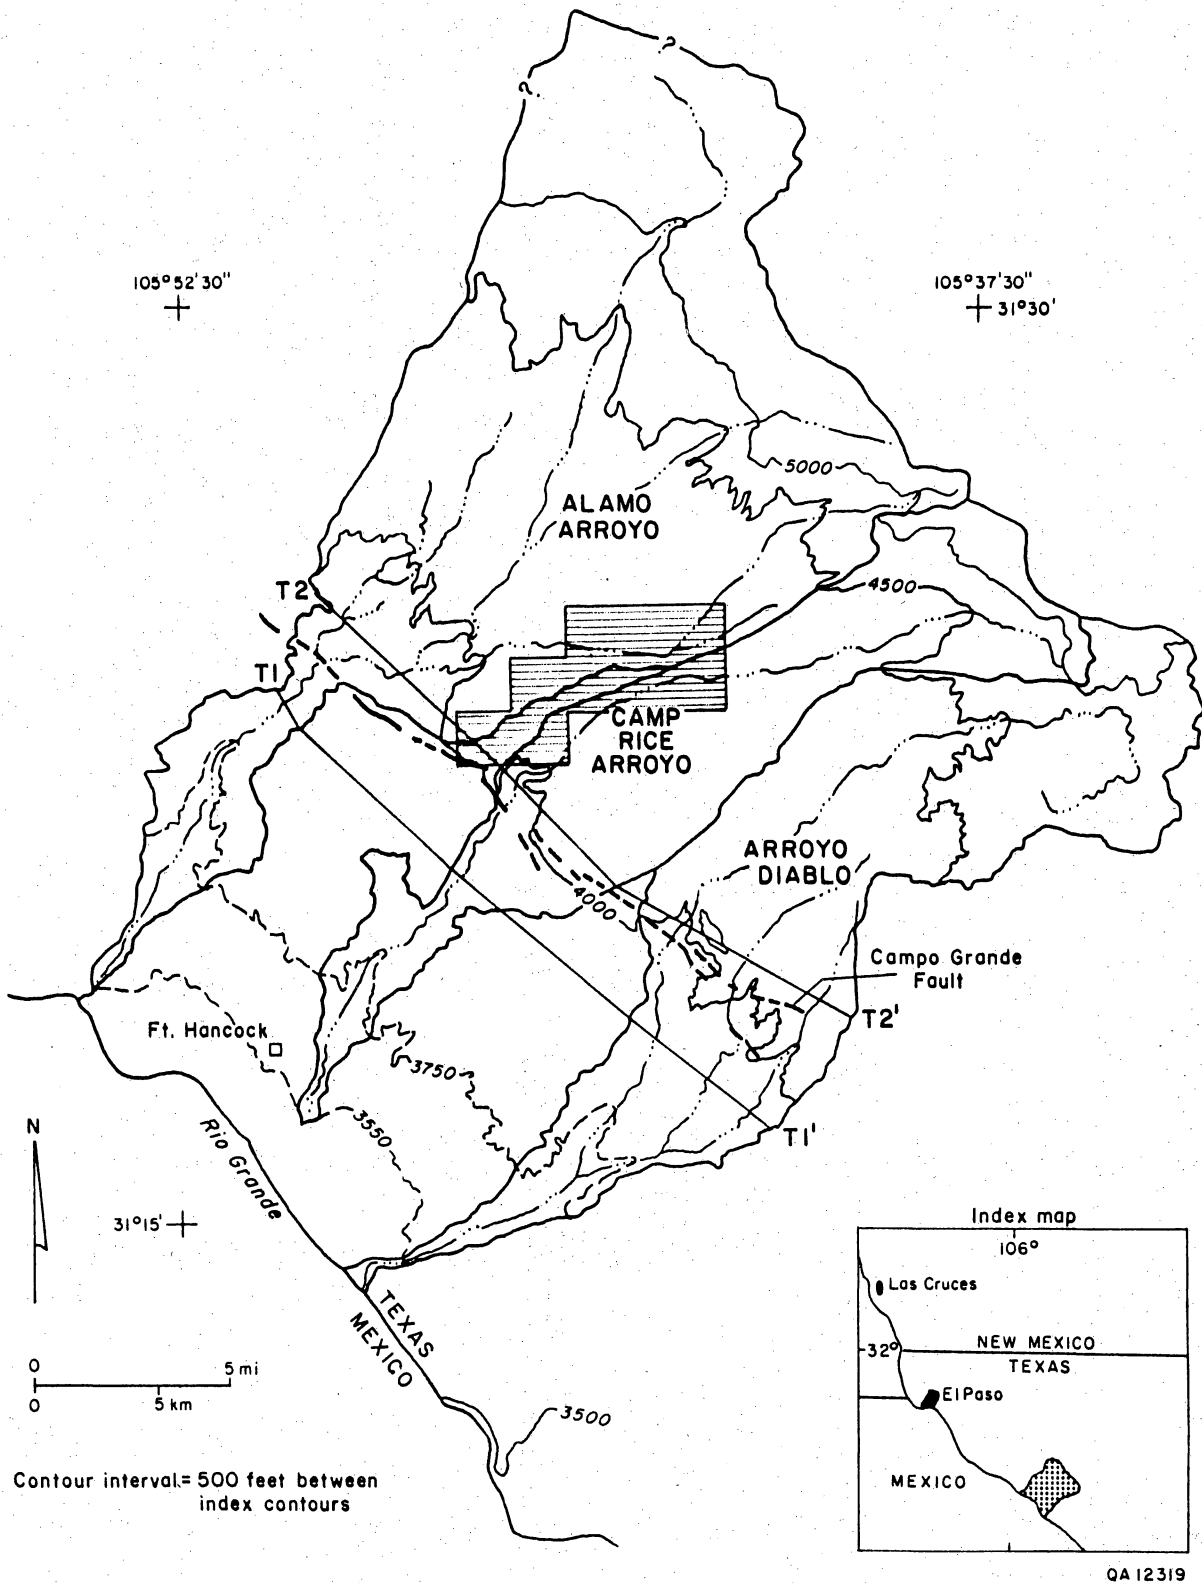 ?
?
105°52'30"
105°37'30"
31°30'
5000
ALAMO
ARROYO
T2
4500
T1
CAMP
RICE
ARROYO
ARROYO
DIABLO
4000
Campo Grande
Fault
T2'
Ft. Hancock
3750
N
3550
T1'
Rio Grande
31°15'
Index map
106°
Las Cruces
TEXAS
MEXICO
32°
NEW MEXICO
TEXAS
0
5 mi
0
5 km
El Paso
3500
MEXICO
Contour interval = 500 feet between
index contours
QA 12319